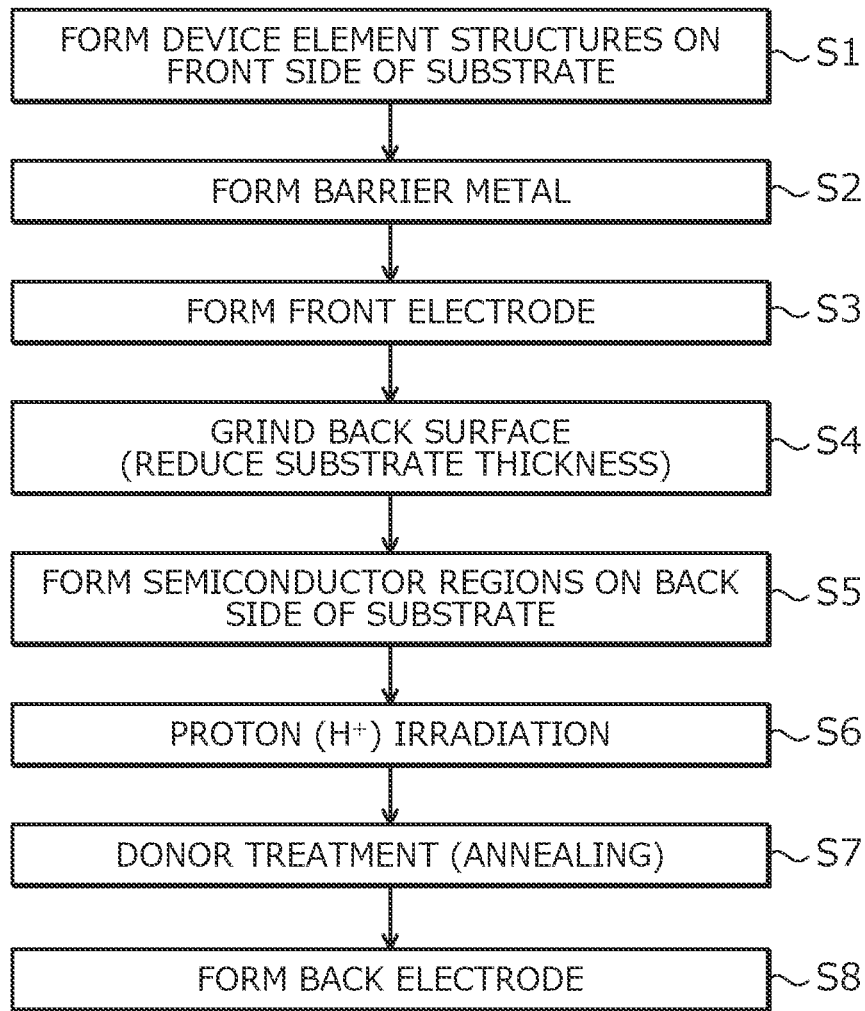 FORM DEVICE ELEMENT STRUCTURES ON
FRONT SIDE OF SUBSTRATE
S1
FORM BARRIER METAL
S2
FORM FRONT ELECTRODE
S3
GRIND BACK SURFACE
(REDUCE SUBSTRATE THICKNESS)
S4
FORM SEMICONDUCTOR REGIONS ON BACK
SIDE OF SUBSTRATE
S5
PROTON (H⁺) IRRADIATION
S6
DONOR TREATMENT (ANNEALING)
S7
FORM BACK ELECTRODE
S8